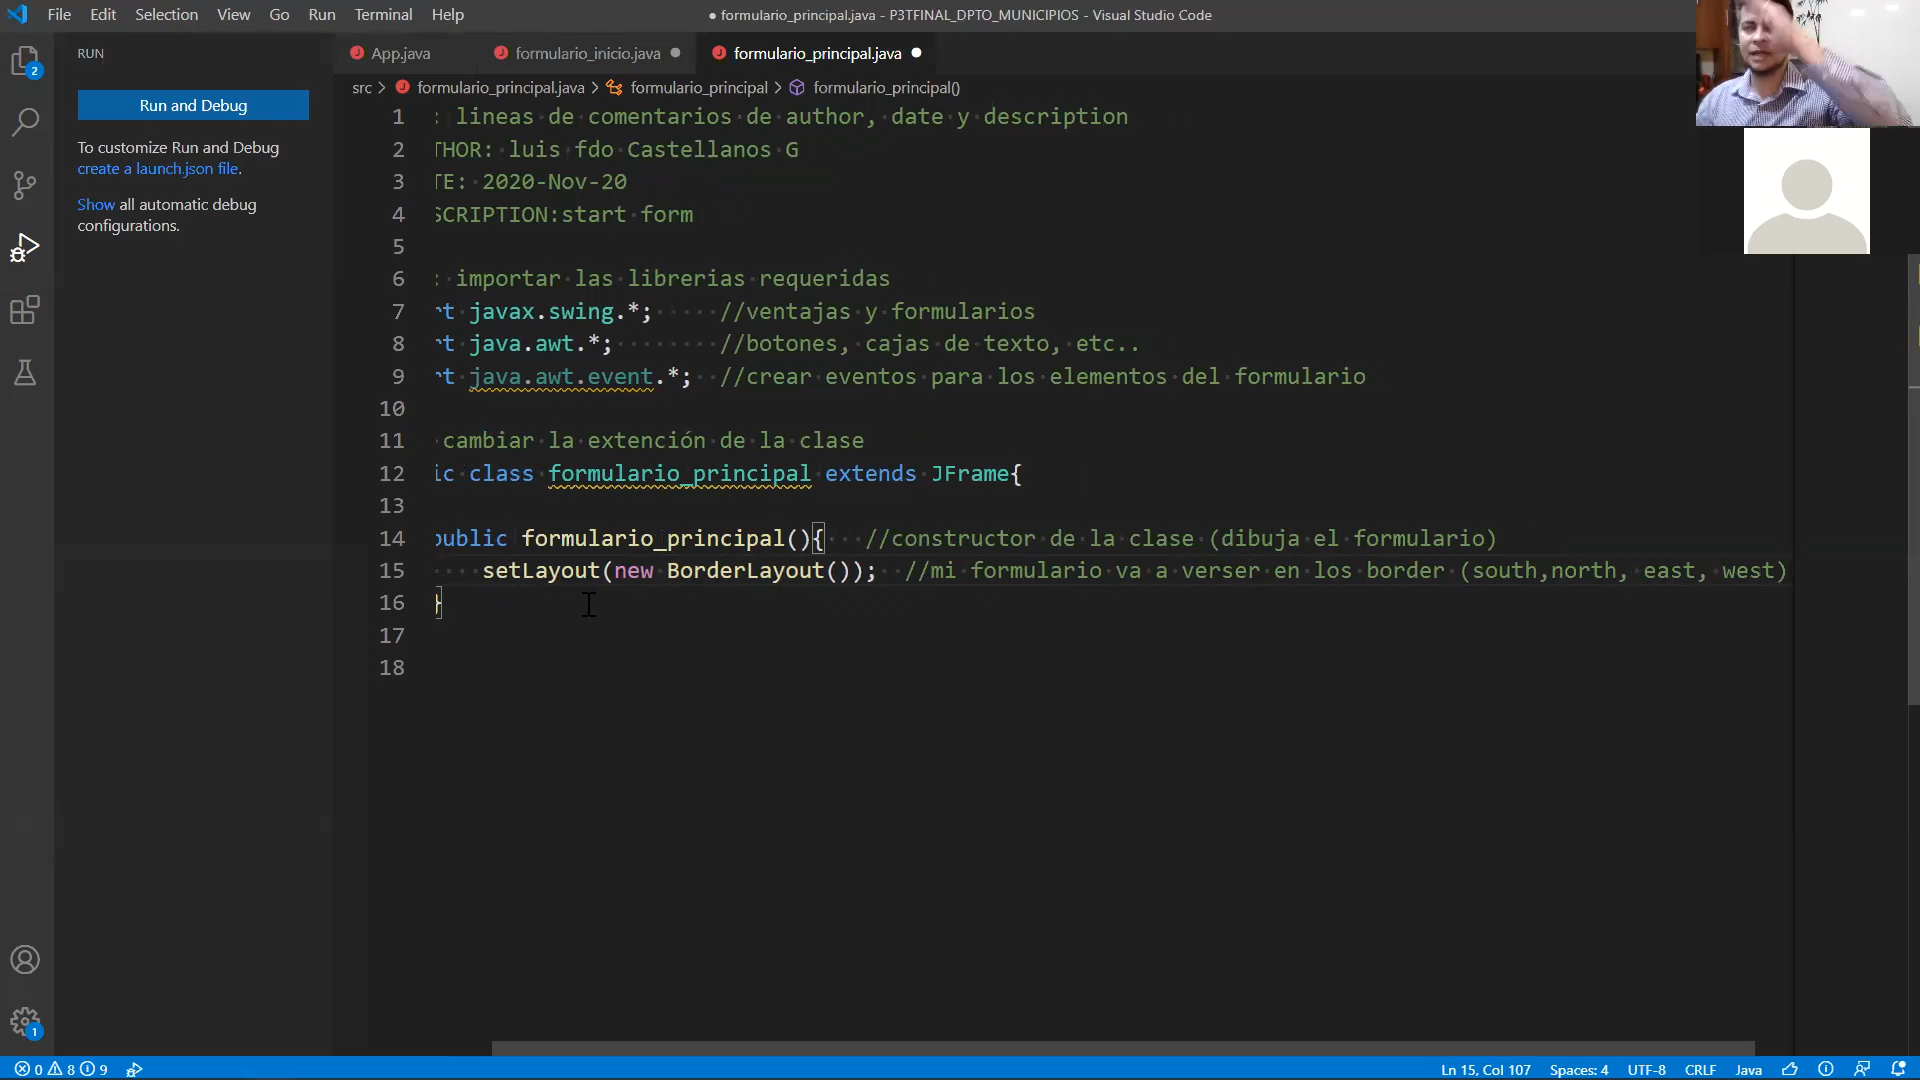 File Edit Selection View Go Run Terminal Help
● formulario_principal.java - P3TFINAL_DPTO_MUNICIPIOS - Visual Studio Code
RUN
App.java formulario_inicio.java formulario_principal.java
src > formulario_principal.java > formulario_principal > formulario_principal()
2
Run and Debug
To customize Run and Debug
create a launch.json file.
Show all automatic debug
configurations.
1 : lineas de comentarios de author, date y description
2 THOR: luis fdo Castellanos G
3 TE: 2020-Nov-20
4 SCRIPTION:start form
5
6 : importar las librerias requeridas
7 rt javax.swing.*; //ventajas y formularios
8 rt java.awt.*; //botones, cajas de texto, etc..
9 rt java.awt.event.*; //crear eventos para los elementos del formulario
10
11 cambiar la extención de la clase
12 ic class formulario_principal extends JFrame{
13
14 public formulario_principal(){ //constructor de la clase (dibuja el formulario)
15 setLayout(new BorderLayout()); //mi formulario va a verser en los border (south,north, east, west)
16 }
17
18
1
0 8 9
Ln 15, Col 107 Spaces: 4 UTF-8 CRLF Java